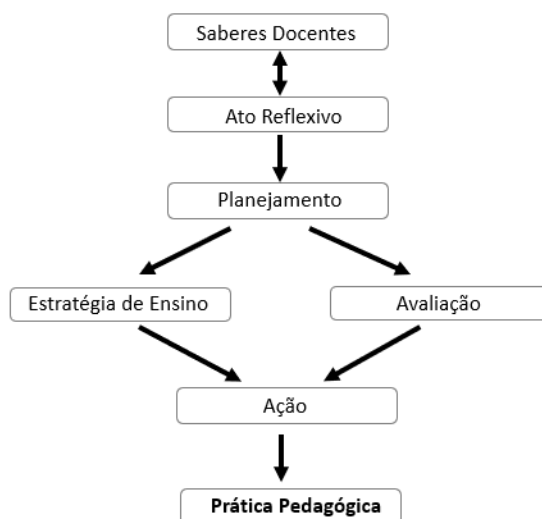 Saberes Docentes
Ato Reflexivo
Planejamento
Estratégia de Ensino
Avaliação
Ação
Prática Pedagógica